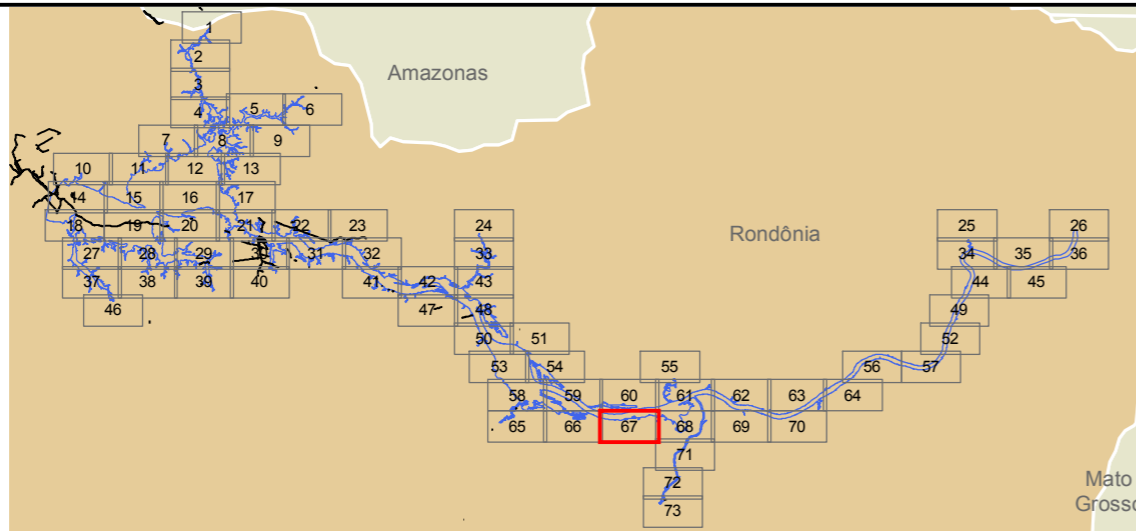 1
2
Amazonas
3
4 5 6
7 8 9
10 11 12 13
14 15 16 17
18 19 20 21 22 23 24 25 26
Rondônia
27 28 29 30 31 32 33 34 35 36
37 38 39 40 41 42 43 44 45
46 47 48 49
50 51 52
53 54 55 56 57
58 59 60 61 62 63 64
65 66 67 68 69 70
71
72 Mato
73 Grosso